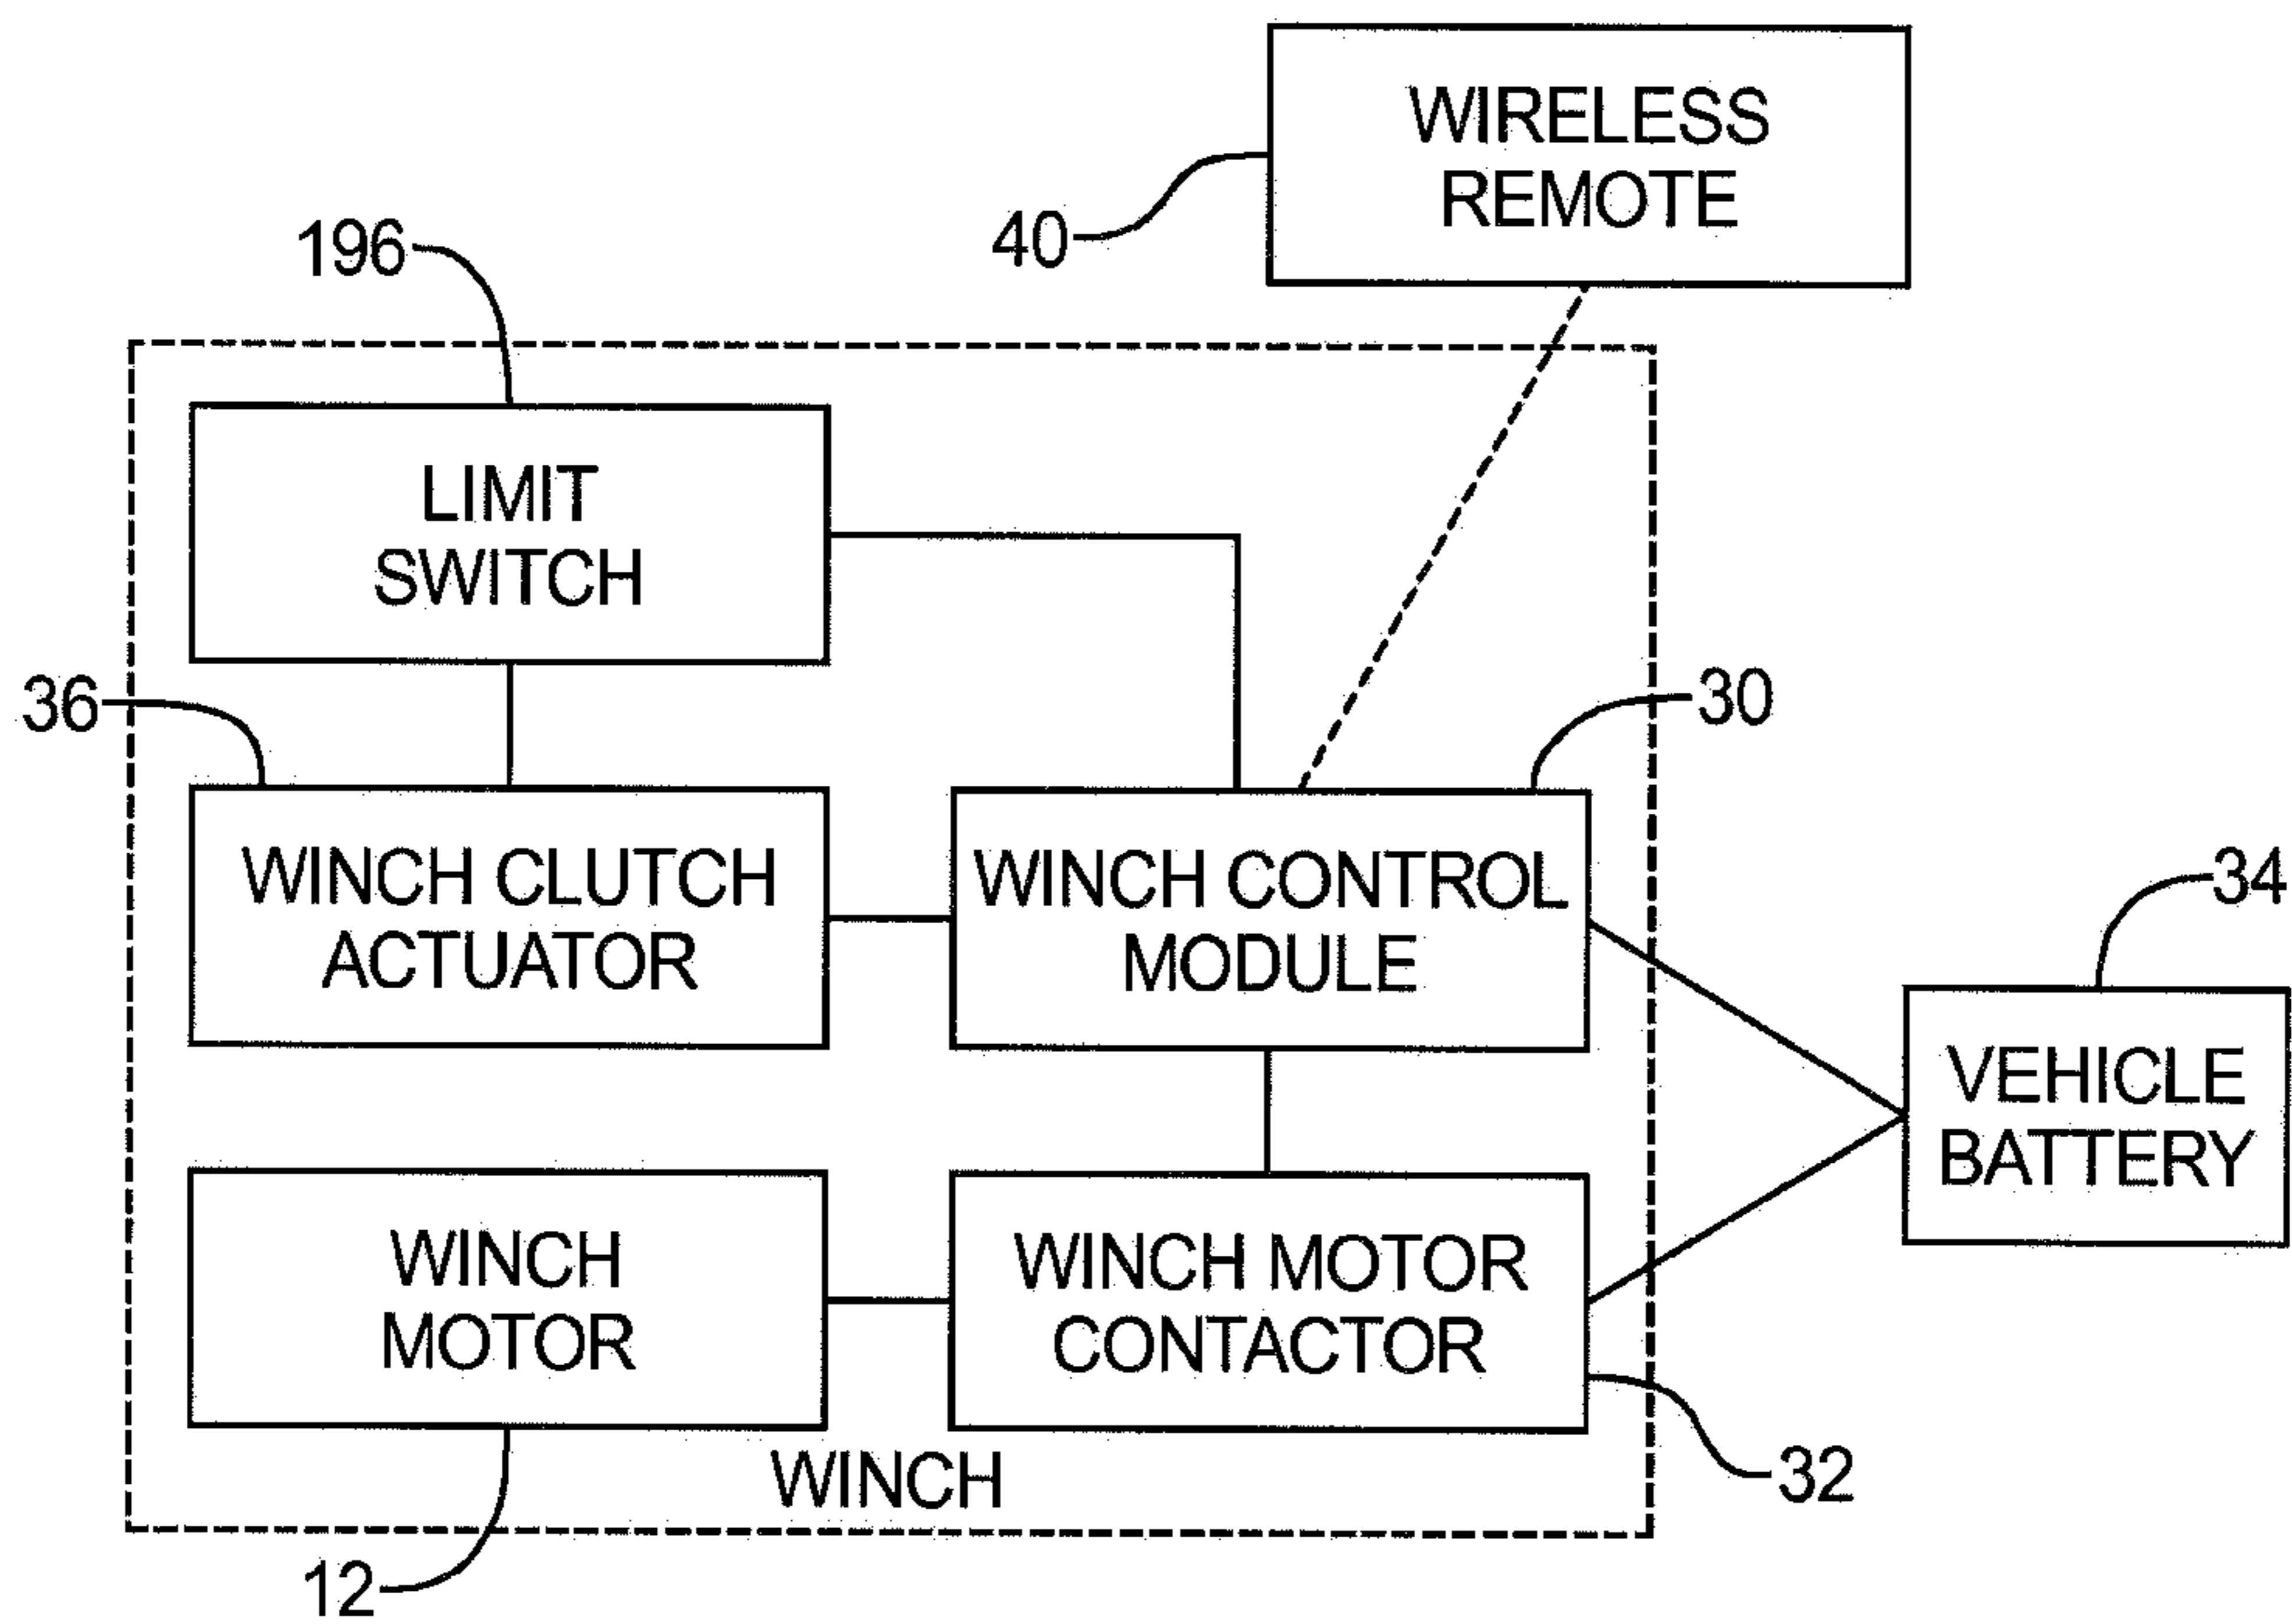 WIRELESS
REMOTE
40
196
LIMIT
SWITCH
36
30
WINCH CLUTCH
ACTUATOR
WINCH CONTROL
MODULE
34
VEHICLE
BATTERY
WINCH
MOTOR
WINCH MOTOR
CONTACTOR
WINCH
32
12